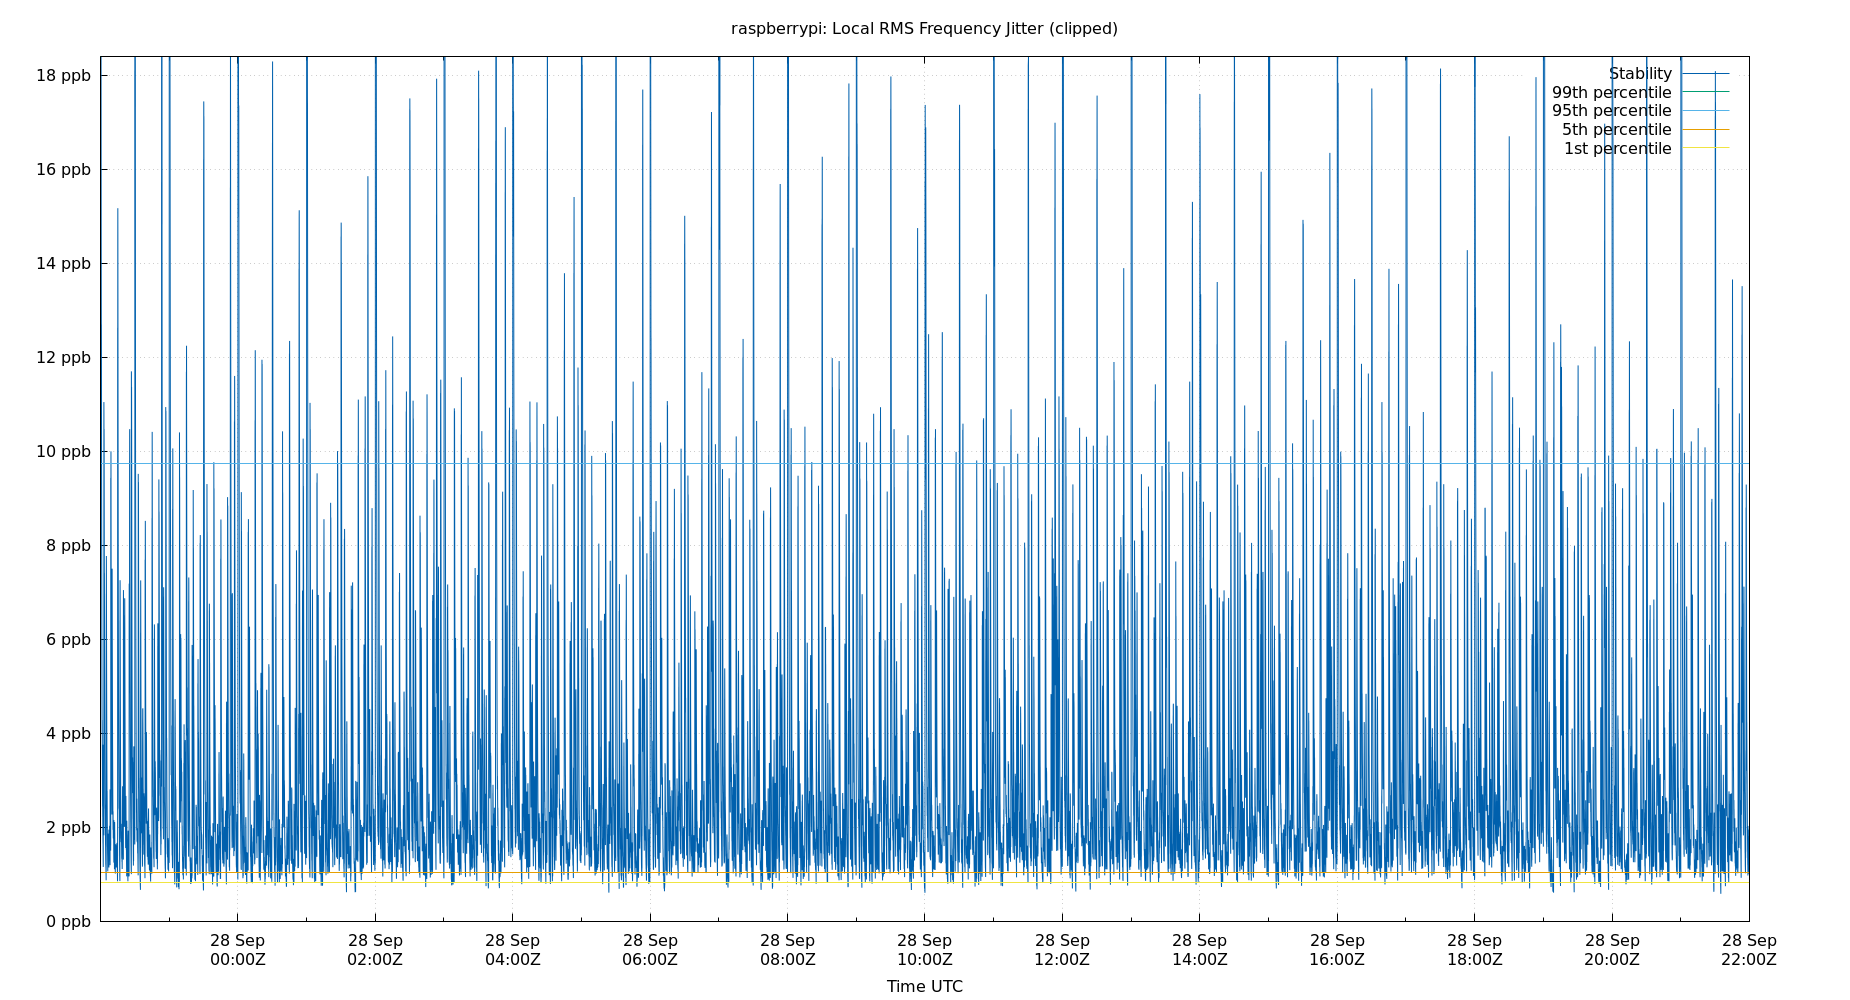 raspberrypi: Local RMS Frequency Jitter (clipped)
18 ppb
16 ppb
14 ppb
12 ppb
10 ppb
8 ppb
6 ppb
4 ppb
2 ppb
0 ppb
Stability
99th percentile
95th percentile
5th percentile
1st percentile
28 Sep 28 Sep 28 Sep 28 Sep 28 Sep 28 Sep 28 Sep 28 Sep 28 Sep 28 Sep 28 Sep 28 Sep
00:00Z 02:00Z 04:00Z 06:00Z 08:00Z 10:00Z 12:00Z 14:00Z 16:00Z 18:00Z 20:00Z 22:00Z
Time UTC